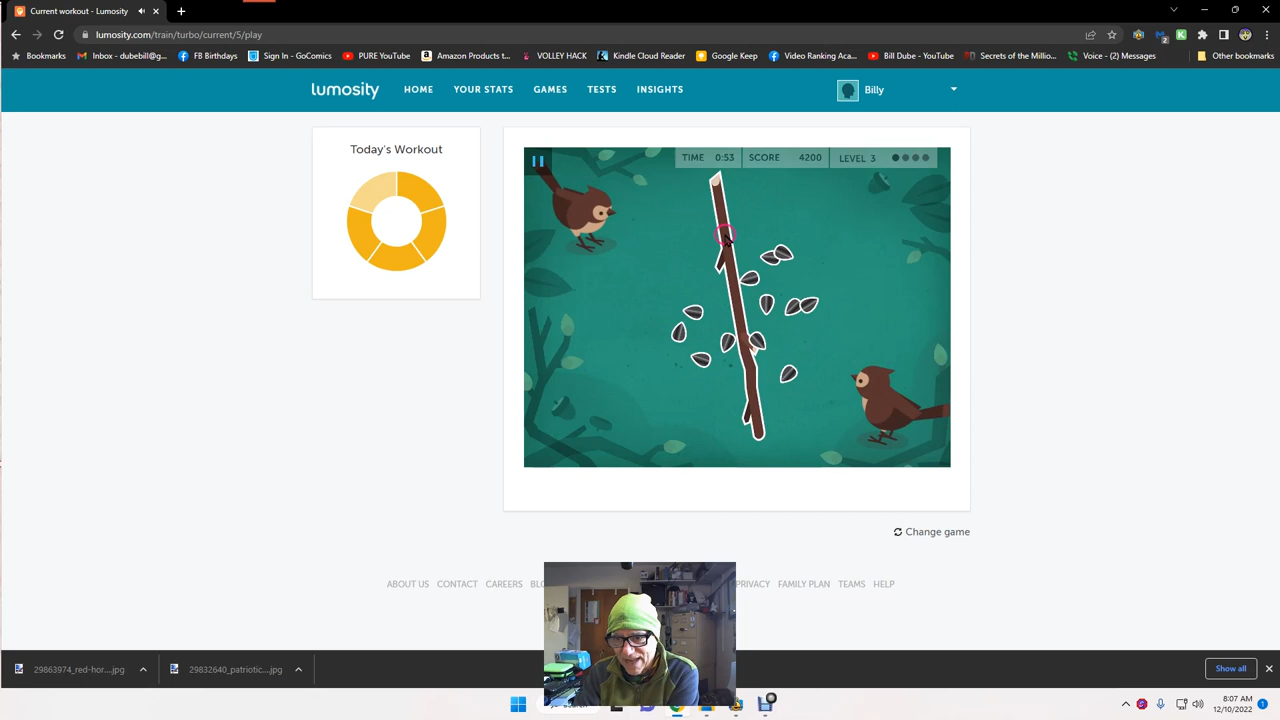 Current Workout - Lumosity
lumosity.com/train/turbo/current/5/play
Bookmarks Inbox - dubebill@g... FB Birthdays Sign In - GoComics PURE YouTube Amazon Products t... VOLLEY HACK Kimmel/Colbert Google Keep Video Ranking Aca... Bill Dube - YouTube Secrets of the Millio... Voice - (2) Messages Other bookmarks
lumosity HOME YOUR STATS GAMES TESTS INSIGHTS Billy
Today's Workout
TIME 0:53 SCORE 4200 LEVEL 3
Change game
ABOUT US CONTACT CAREERS PRIVACY FAMILY PLAN TEAMS HELP
29863974_red-hor....jpg 29832640_patriotic....jpg Show all
8:07 AM
12/10/2022